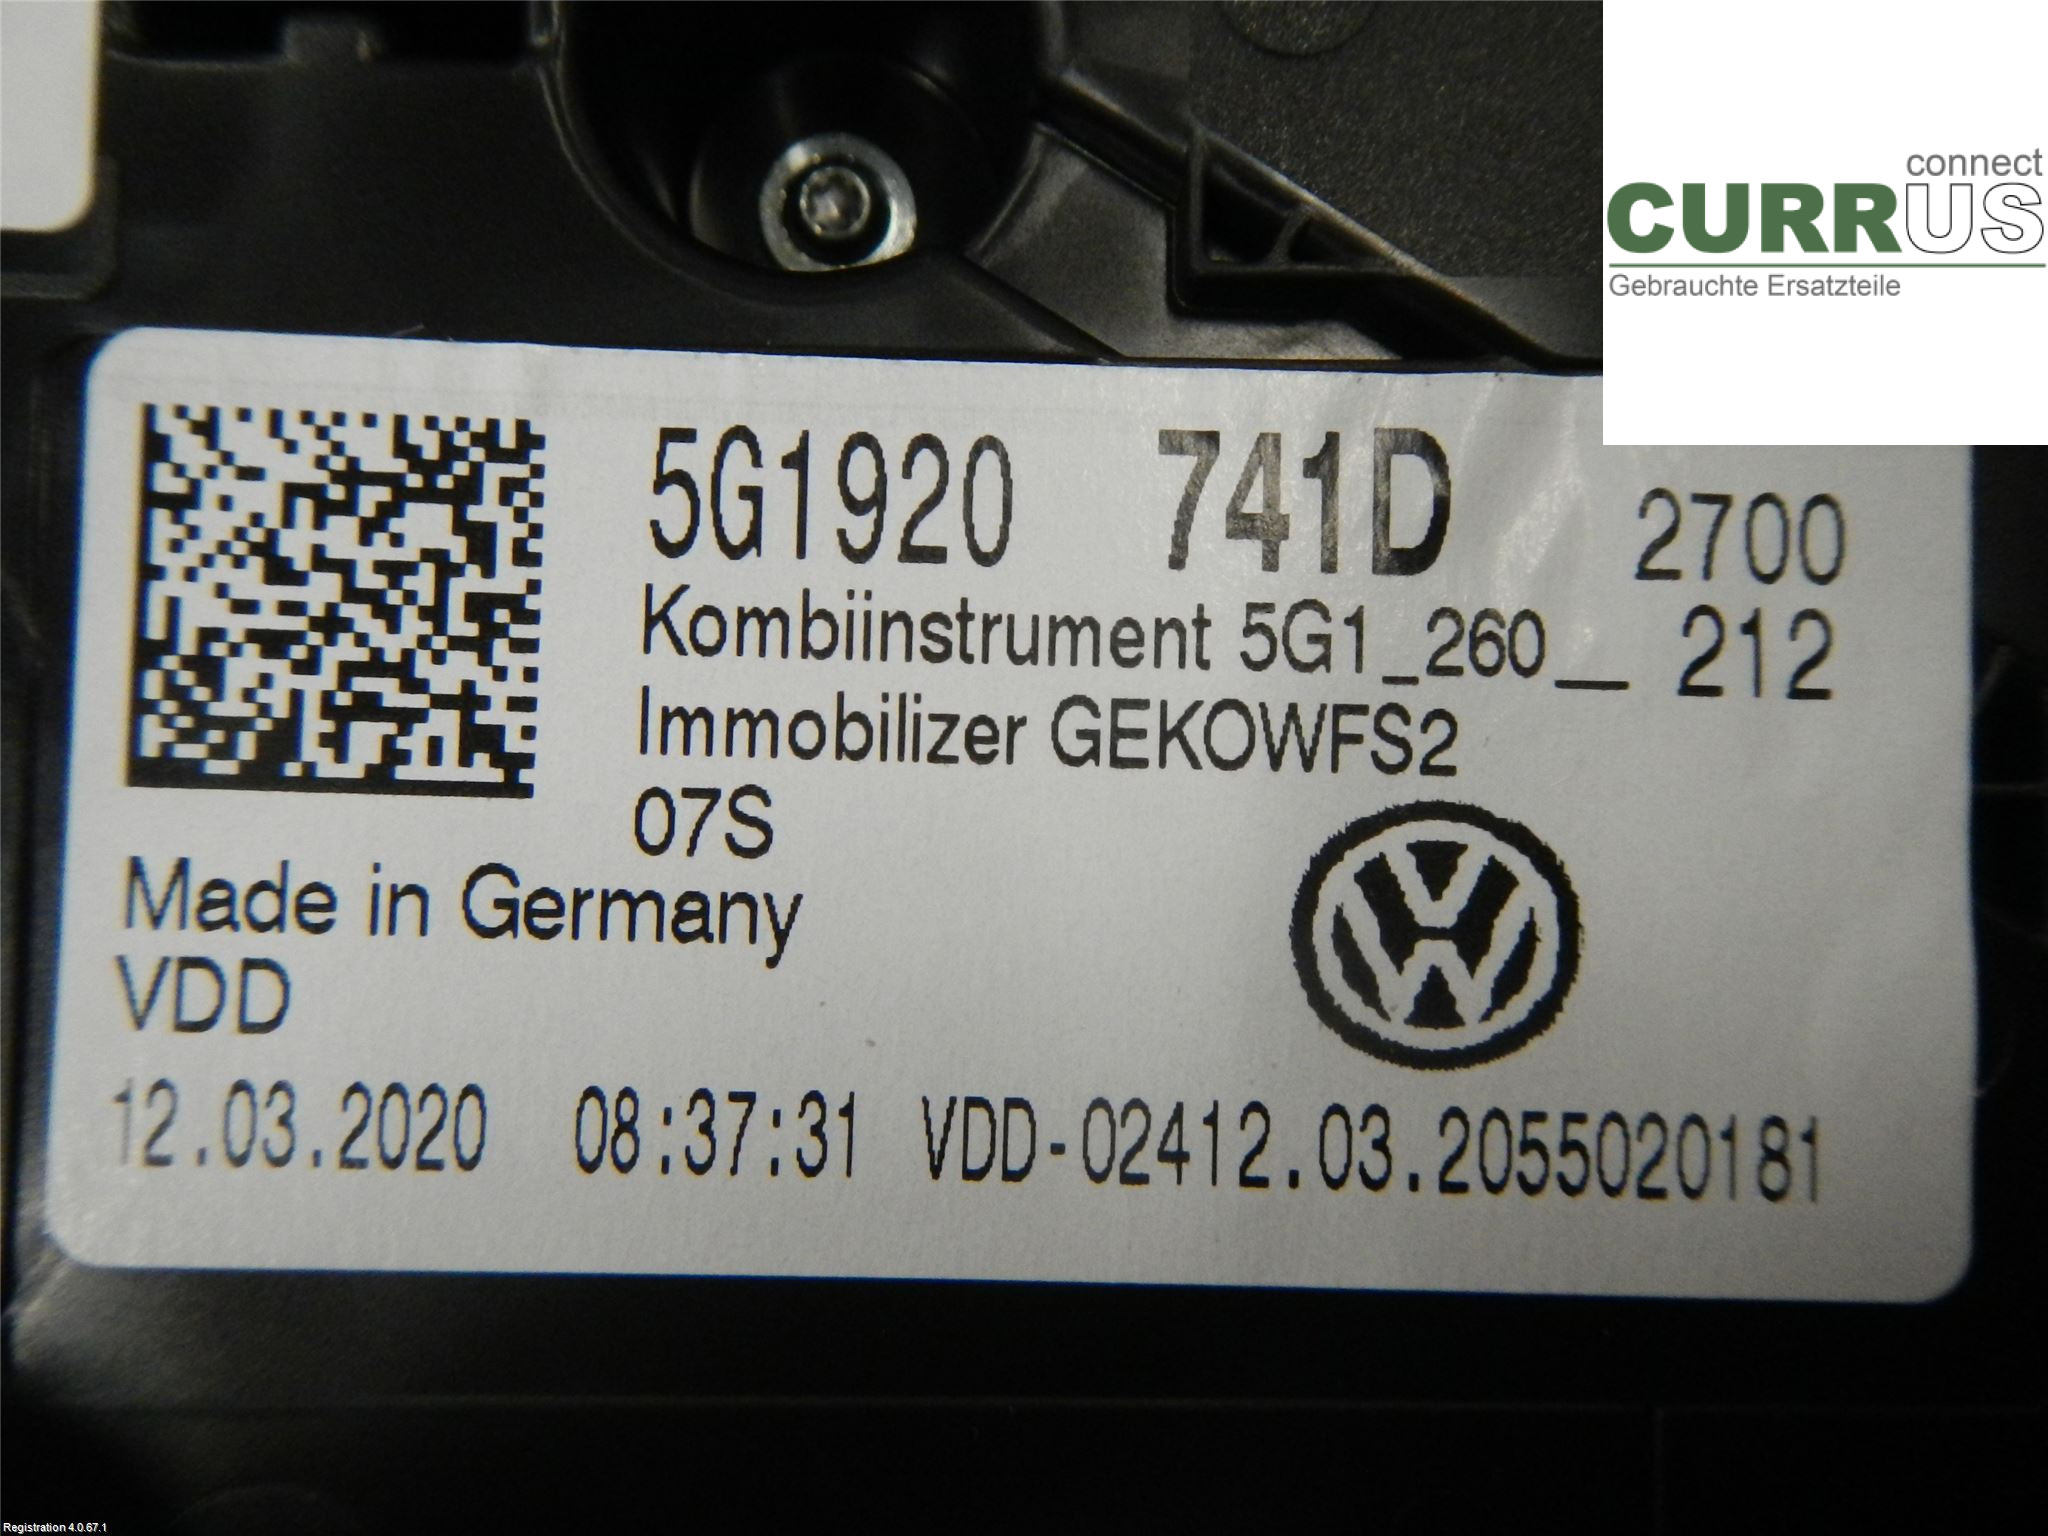 connect
CURRUS
Gebrauchte Ersatzteile
5G1920 741D 2700
Kombiinstrument 5G1_260__ 212
Immobilizer GEKOWFS2
07S
Made in Germany
VDD
12.03.2020 08:37:31 VDD-02412.03.2055020181
Registration 4.0.67.1